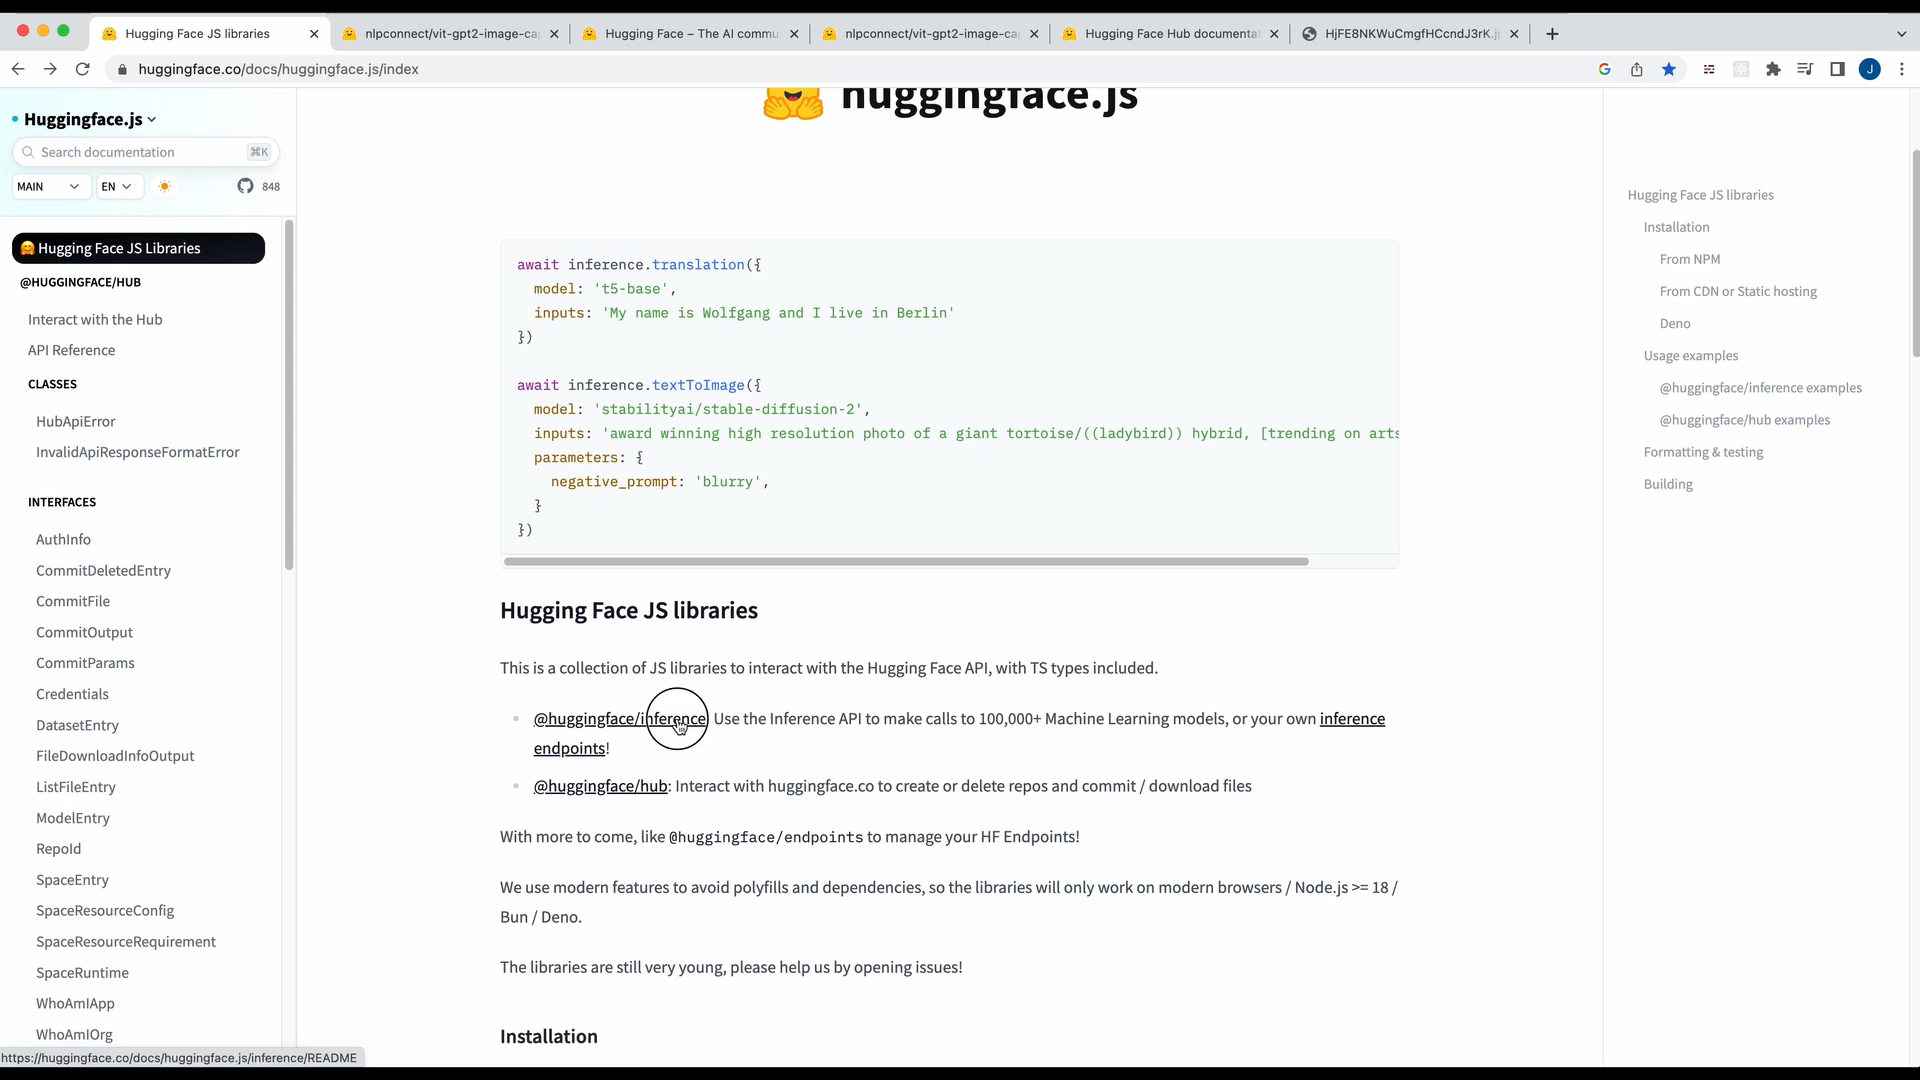 Hugging Face JS libraries
nlpconnect/vit-gpt2-image-cap
Hugging Face – The AI commu
nlpconnect/vit-gpt2-image-cap
Hugging Face Hub documenta
HjFE8NKWuCmgfHCcndJ3rK.j
huggingface.co/docs/huggingface.js/index
J
Huggingface.js
Search documentation
⌘K
MAIN
EN
848
Hugging Face JS Libraries
@HUGGINGFACE/HUB
Interact with the Hub
API Reference
CLASSES
HubApiError
InvalidApiResponseFormatError
INTERFACES
AuthInfo
CommitDeletedEntry
CommitFile
CommitOutput
CommitParams
Credentials
DatasetEntry
FileDownloadInfoOutput
ListFileEntry
ModelEntry
RepoId
SpaceEntry
SpaceResourceConfig
SpaceResourceRequirement
SpaceRuntime
WhoAmIApp
WhoAmIOrg
https://huggingface.co/docs/huggingface.js/inference/README
huggingface.js
await inference.translation({
model: 't5-base',
inputs: 'My name is Wolfgang and I live in Berlin'
})
await inference.textToImage({
model: 'stabilityai/stable-diffusion-2',
inputs: 'award winning high resolution photo of a giant tortoise/((ladybird)) hybrid, [trending on arts
parameters: {
negative_prompt: 'blurry',
}
})
Hugging Face JS libraries
This is a collection of JS libraries to interact with the Hugging Face API, with TS types included.
@huggingface/inference: Use the Inference API to make calls to 100,000+ Machine Learning models, or your own inference
endpoints!
@huggingface/hub: Interact with huggingface.co to create or delete repos and commit / download files
With more to come, like @huggingface/endpoints to manage your HF Endpoints!
We use modern features to avoid polyfills and dependencies, so the libraries will only work on modern browsers / Node.js >= 18 /
Bun / Deno.
The libraries are still very young, please help us by opening issues!
Installation
Hugging Face JS libraries
Installation
From NPM
From CDN or Static hosting
Deno
Usage examples
@huggingface/inference examples
@huggingface/hub examples
Formatting & testing
Building